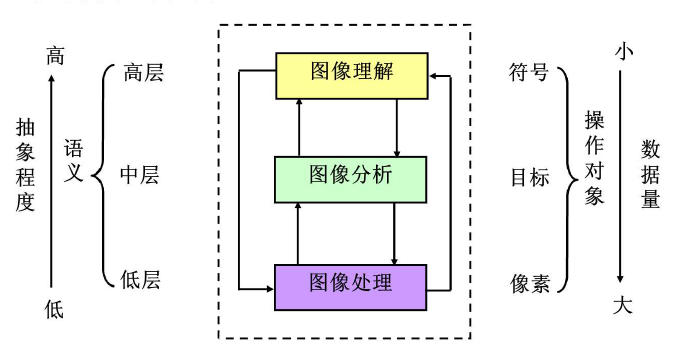 高
抽象程度
低
语义
高层
中层
低层
图像理解
图像分析
图像处理
符号
目标
像素
操作对象
小
数据量
大